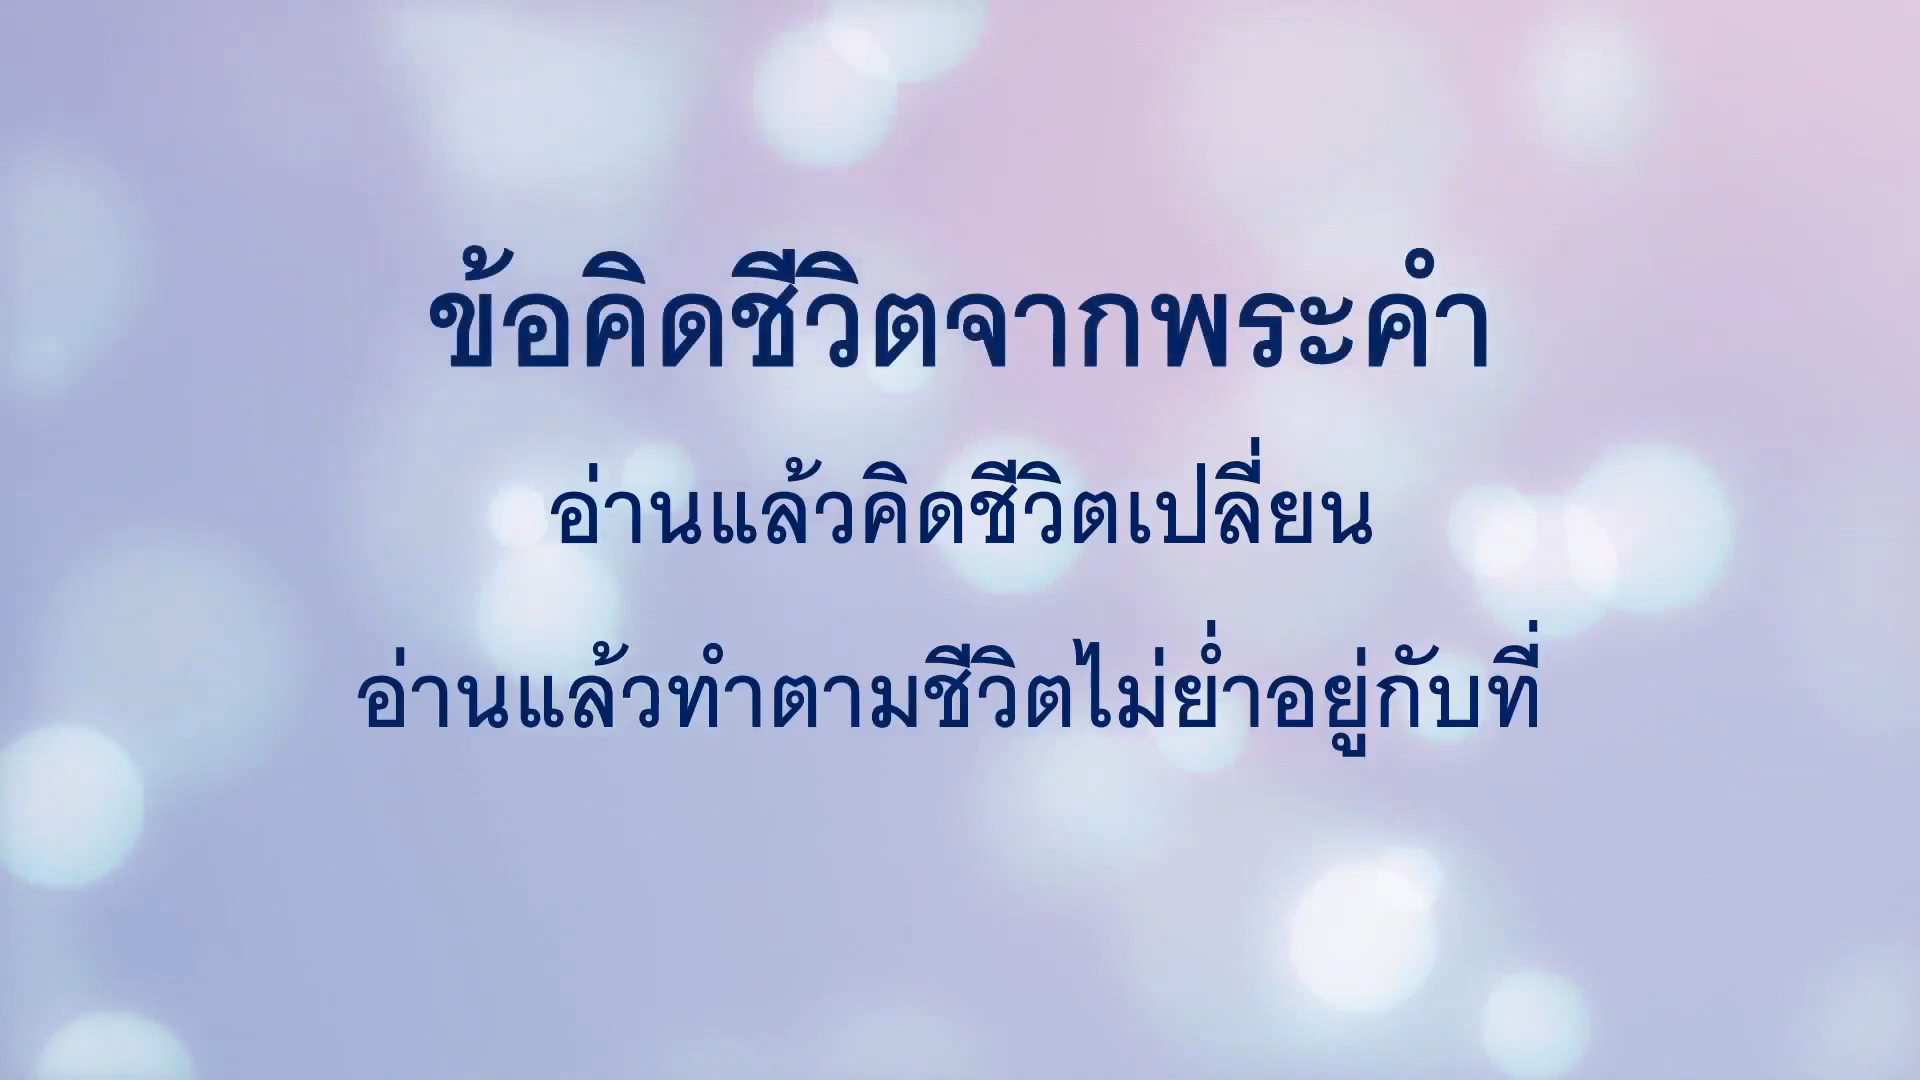 ข้อคิดชีวิตจากพระคำ
อ่านแล้วคิดชีวิตเปลี่ยน
อ่านแล้วทำตามชีวิตไม่ย่ำอยู่กับที่